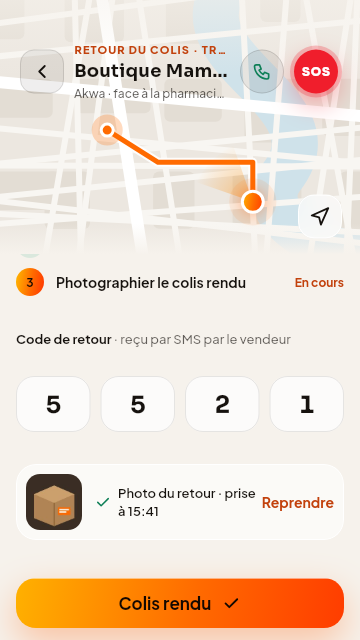 RETOUR DU COLIS · TR…
Boutique Mam…
Akwa · face à la pharmaci…
SOS
3 Photographier le colis rendu En cours
Code de retour · reçu par SMS par le vendeur
5 5 2 1
Photo du retour · prise
à 15:41
Reprendre
Colis rendu